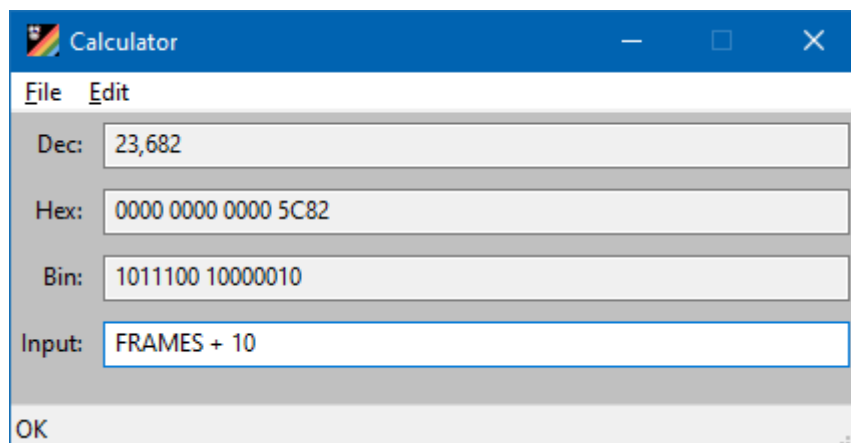 Calculator
File Edit
Dec: 23,682
Hex: 0000 0000 0000 5C82
Bin: 1011100 10000010
Input: FRAMES + 10
OK